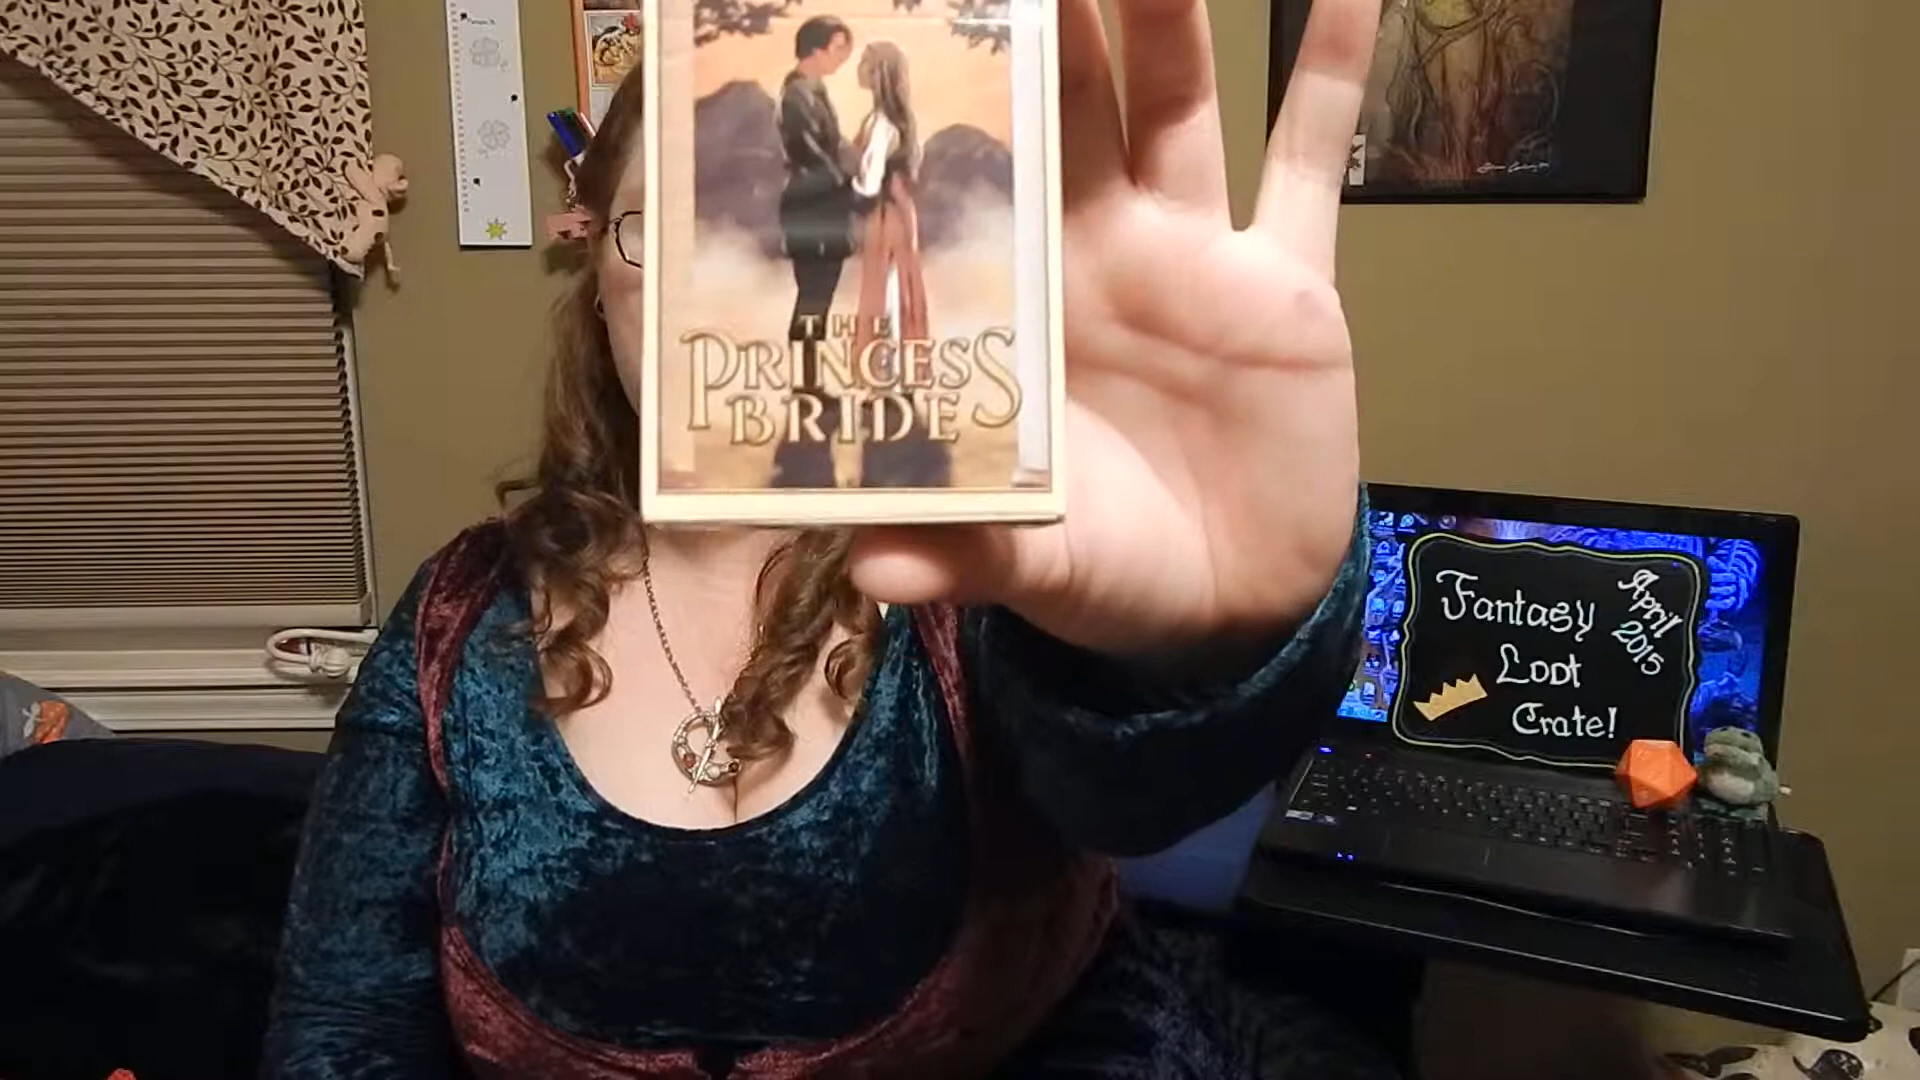 THE
PRINCESS
BRIDE
Fantasy
Loot
Crate!
April
2015